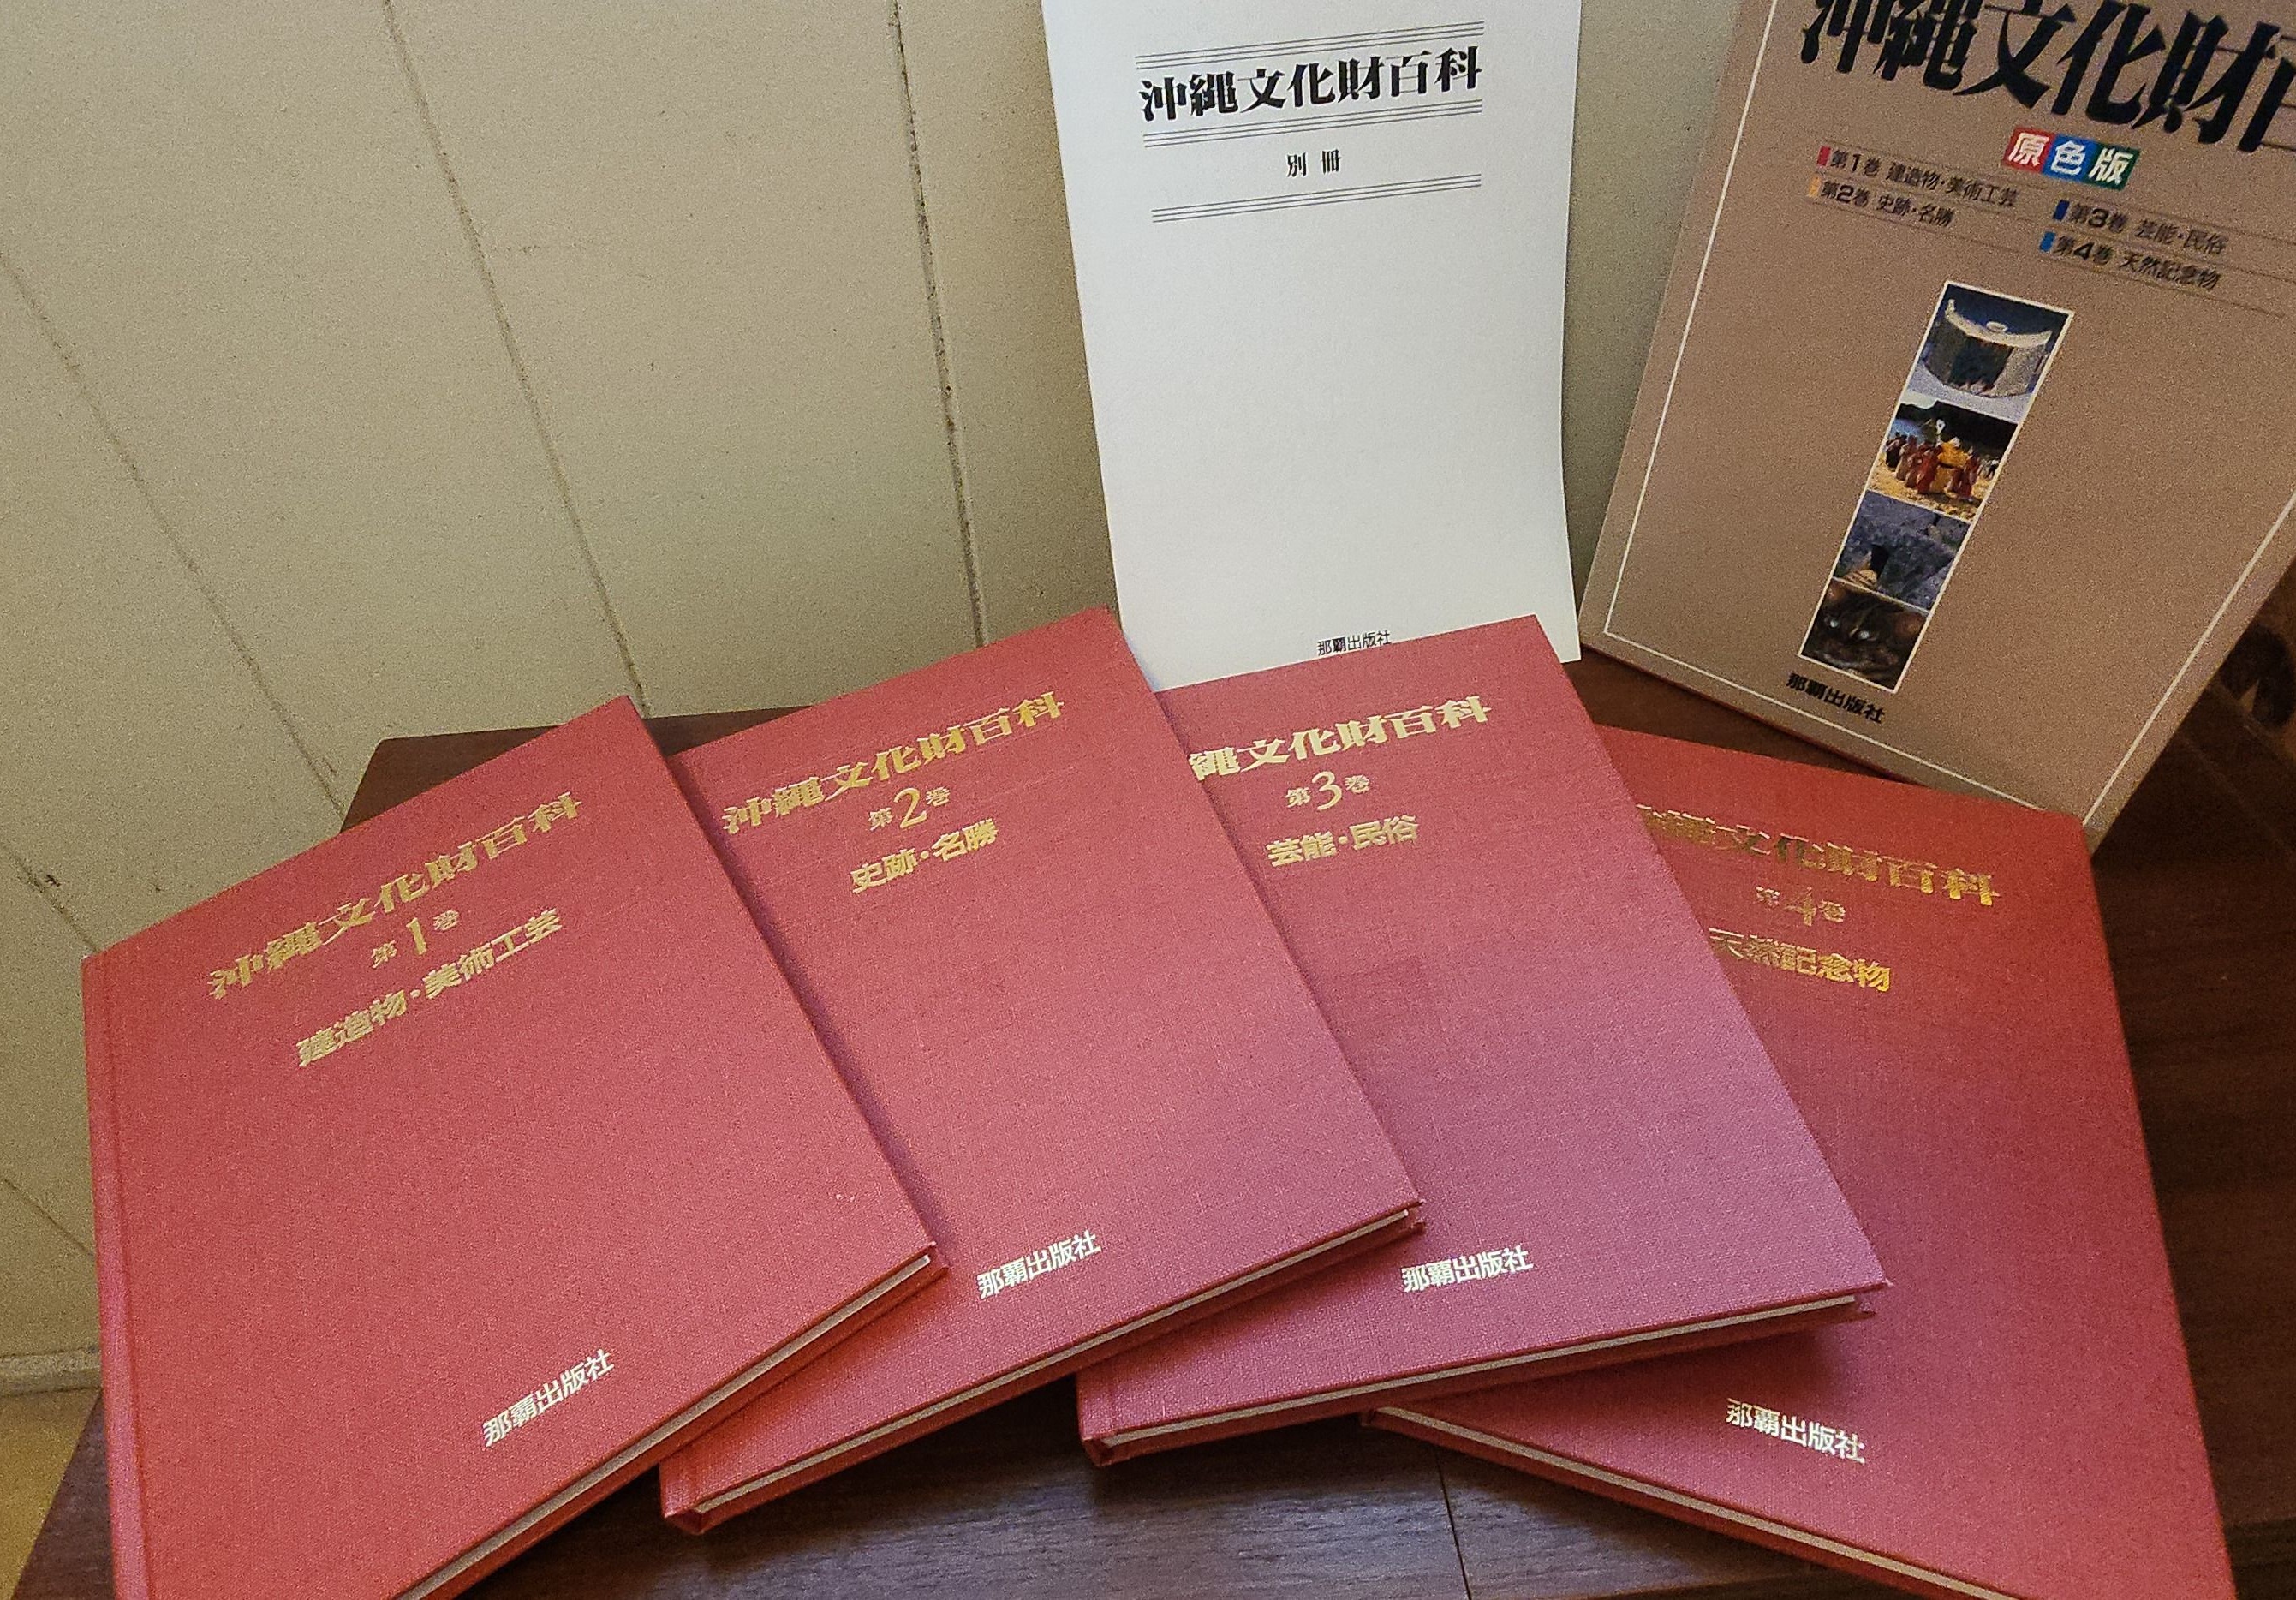 沖縄文化財百科
別冊
那覇出版社
沖縄文化財百
原色版
第1巻 建造物・美術工芸
第2巻 史跡・名勝
第3巻 芸能・民俗
第4巻 天然記念物
那覇出版社
沖縄文化財百科
第1巻
建造物・美術工芸
那覇出版社
沖縄文化財百科
第2巻
史跡・名勝
那覇出版社
縄文化財百科
第3巻
芸能・民俗
那覇出版社
縄文化財百科
第4巻
天然記念物
那覇出版社